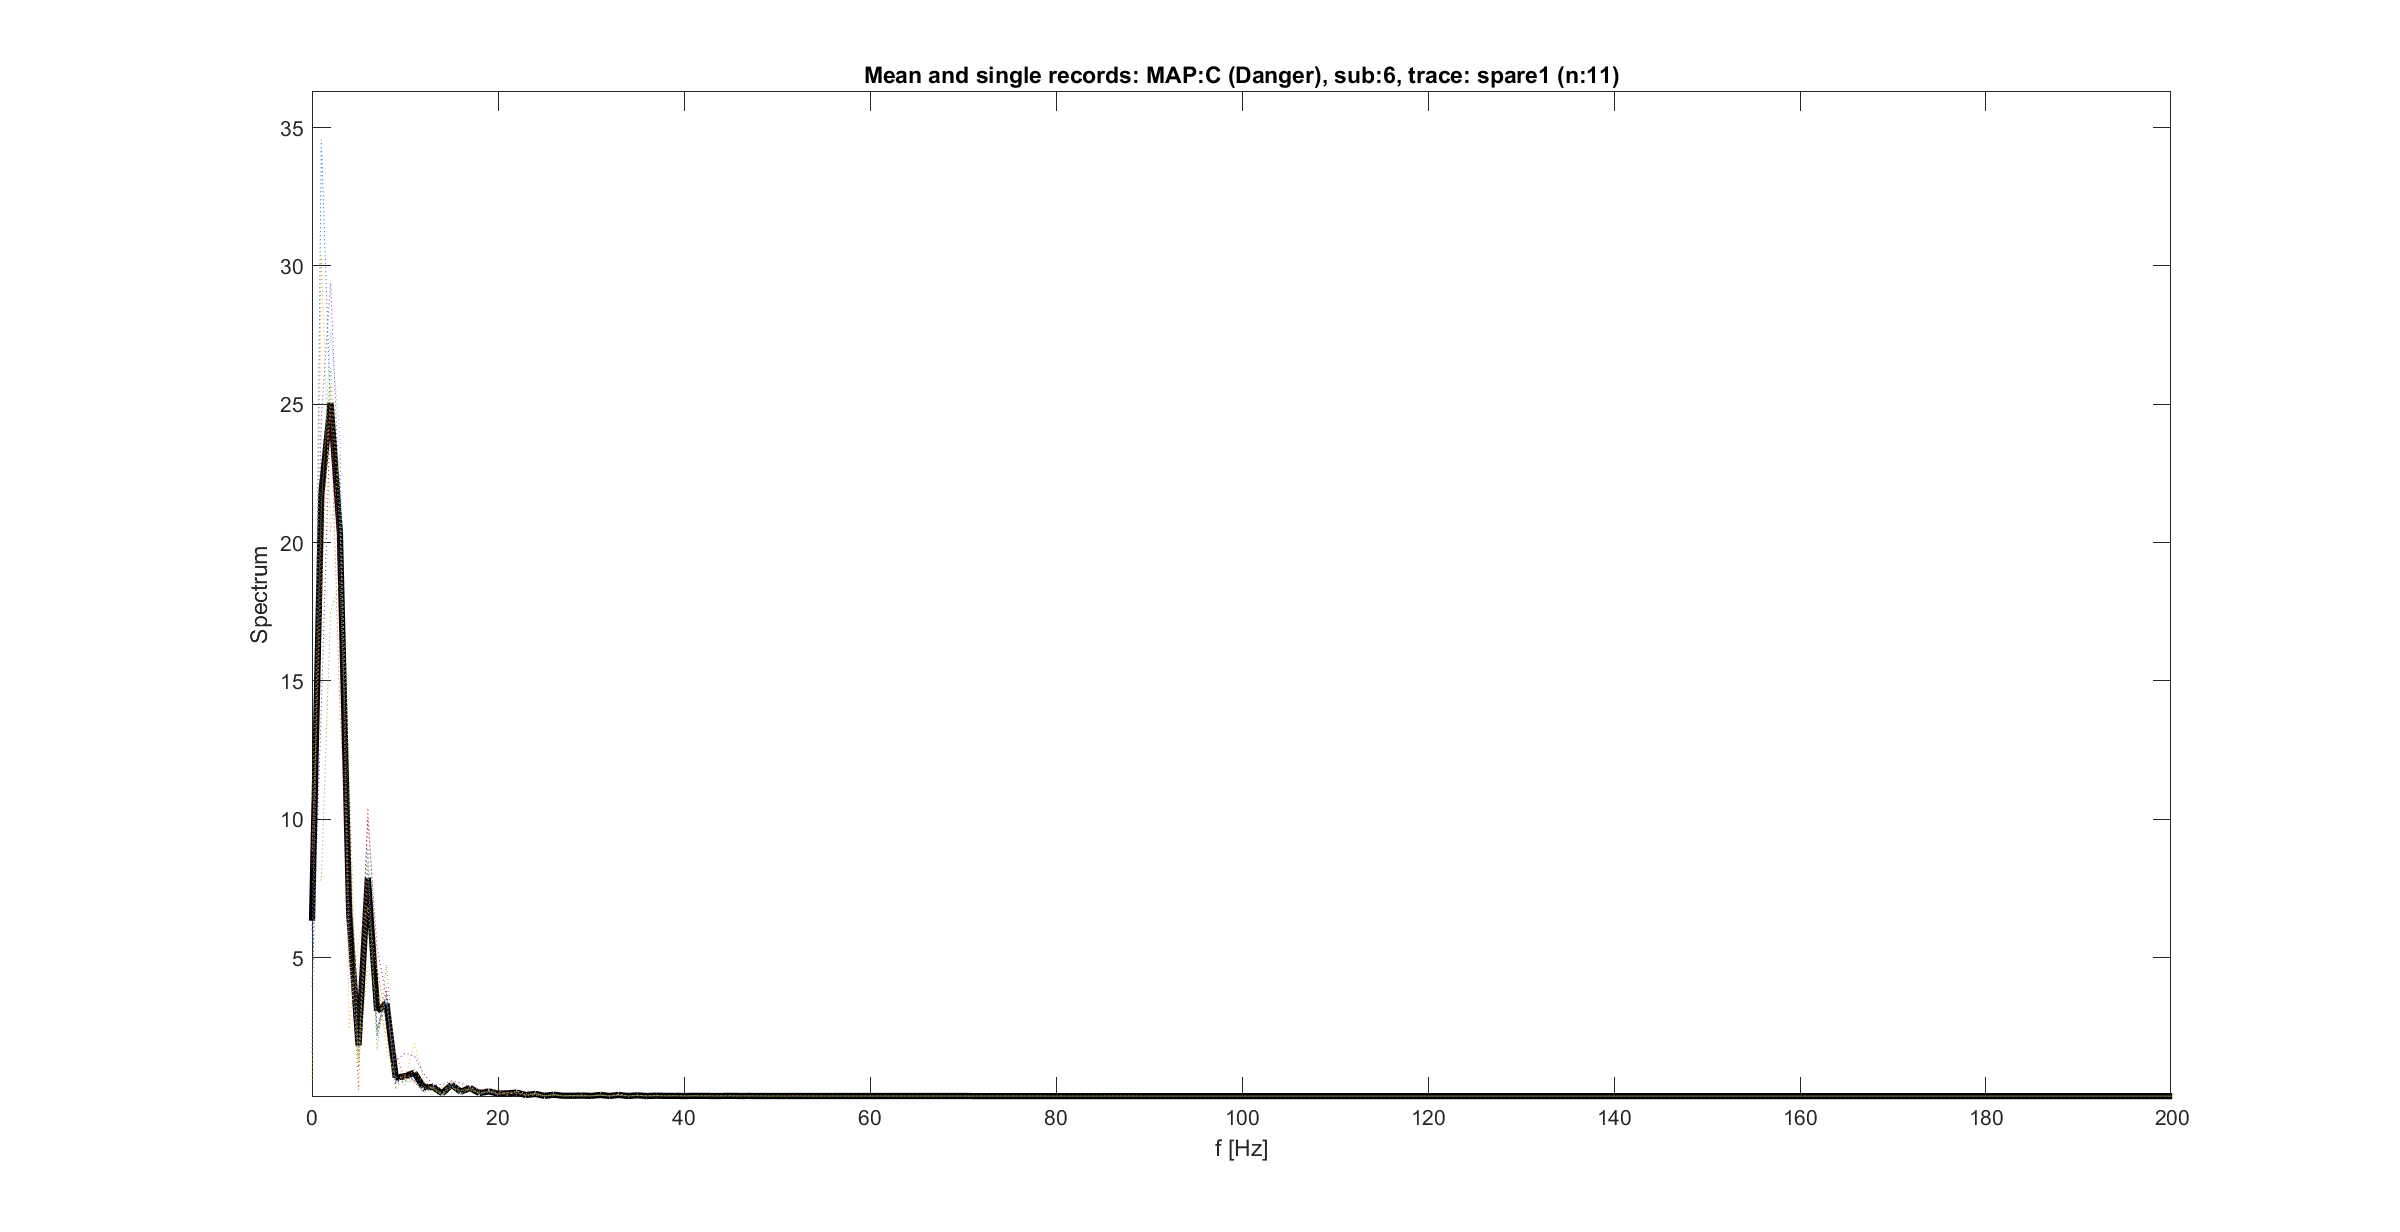 Mean and single records: MAP:C (Danger), sub:6, trace: spare1 (n:11)
35
30
25
20
15
10
5
Spectrum
0 20 40 60 80 100 120 140 160 180 200
f [Hz]